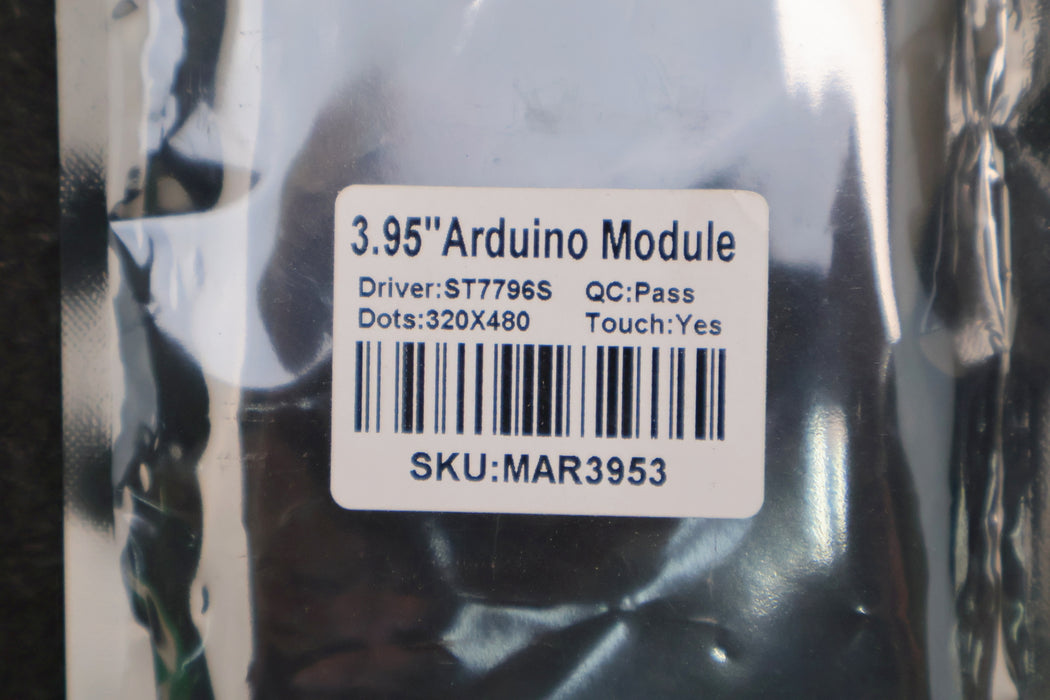 3.95"Arduino Module
Driver:ST7796S QC:Pass
Dots:320X480 Touch:Yes
SKU:MAR3953